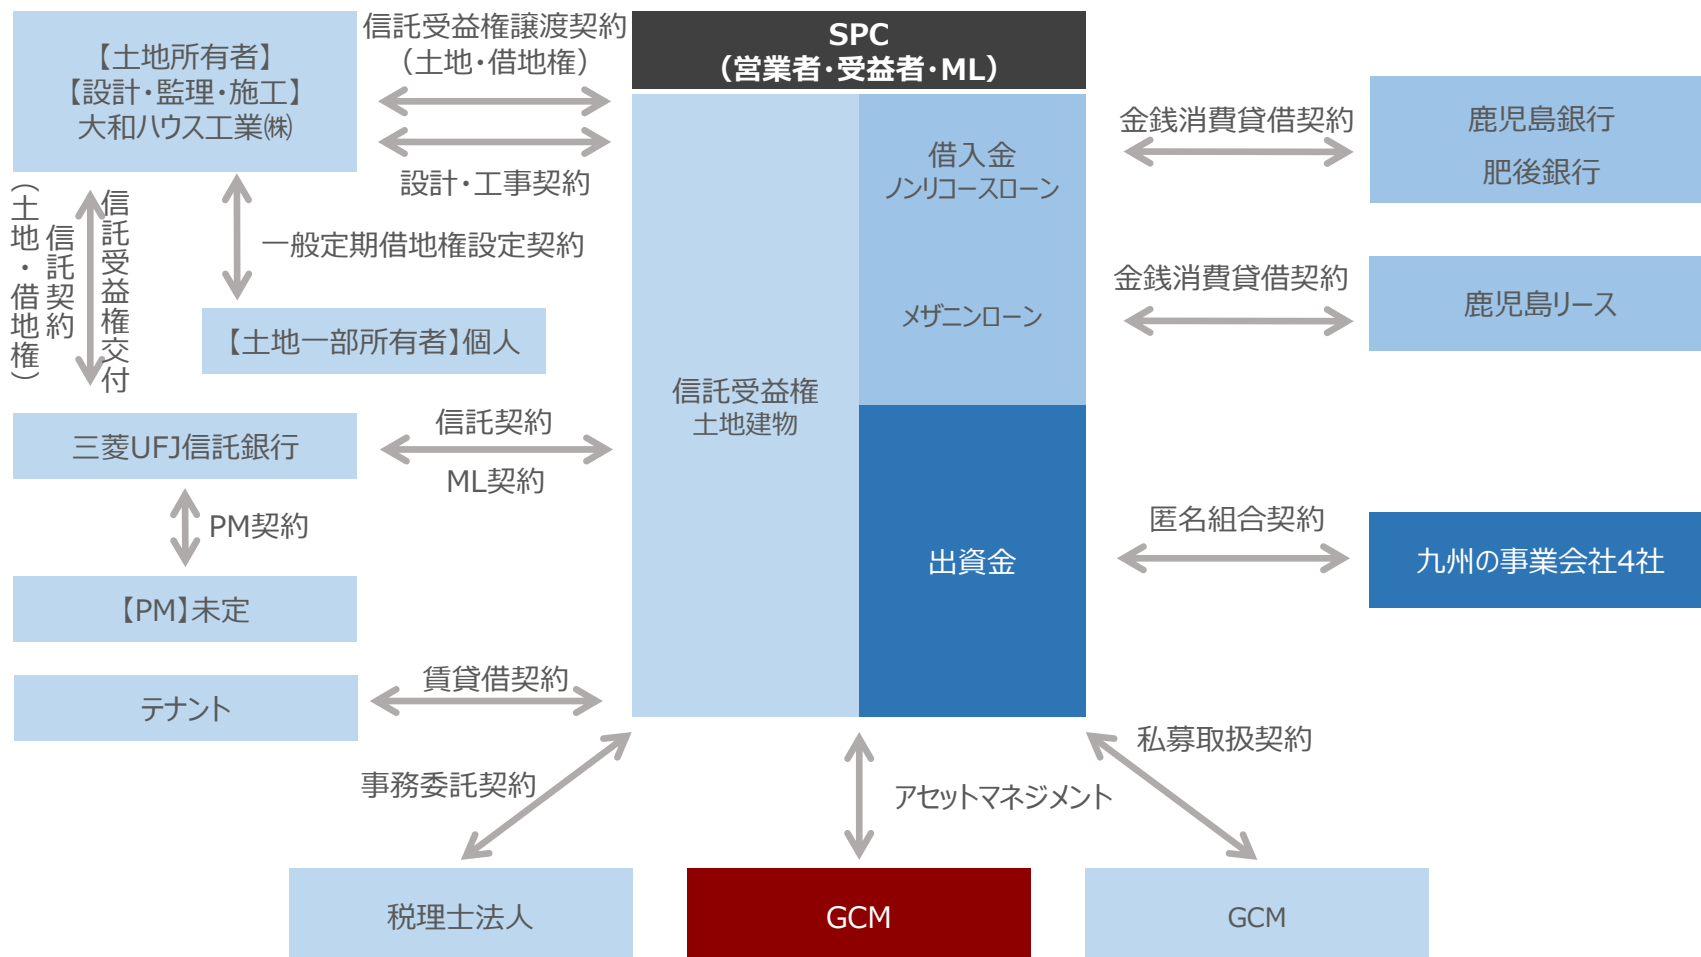 【土地所有者】
【設計・監理・施工】
大和ハウス工業㈱
信託受益権譲渡契約
（土地・借地権）
設計・工事契約
SPC
（営業者・受益者・ML）
借入金
ノンリコースローン
メザニンローン
信託受益権
土地建物
出資金
金銭消費貸借契約
鹿児島銀行
肥後銀行
金銭消費貸借契約
鹿児島リース
匿名組合契約
九州の事業会社4社
信託契約
（土地・借地権）
信託受益権交付
一般定期借地権設定契約
【土地一部所有者】個人
三菱UFJ信託銀行
信託契約
ML契約
PM契約
【PM】未定
テナント
賃貸借契約
事務委託契約
アセットマネジメント
私募取扱契約
税理士法人
GCM
GCM